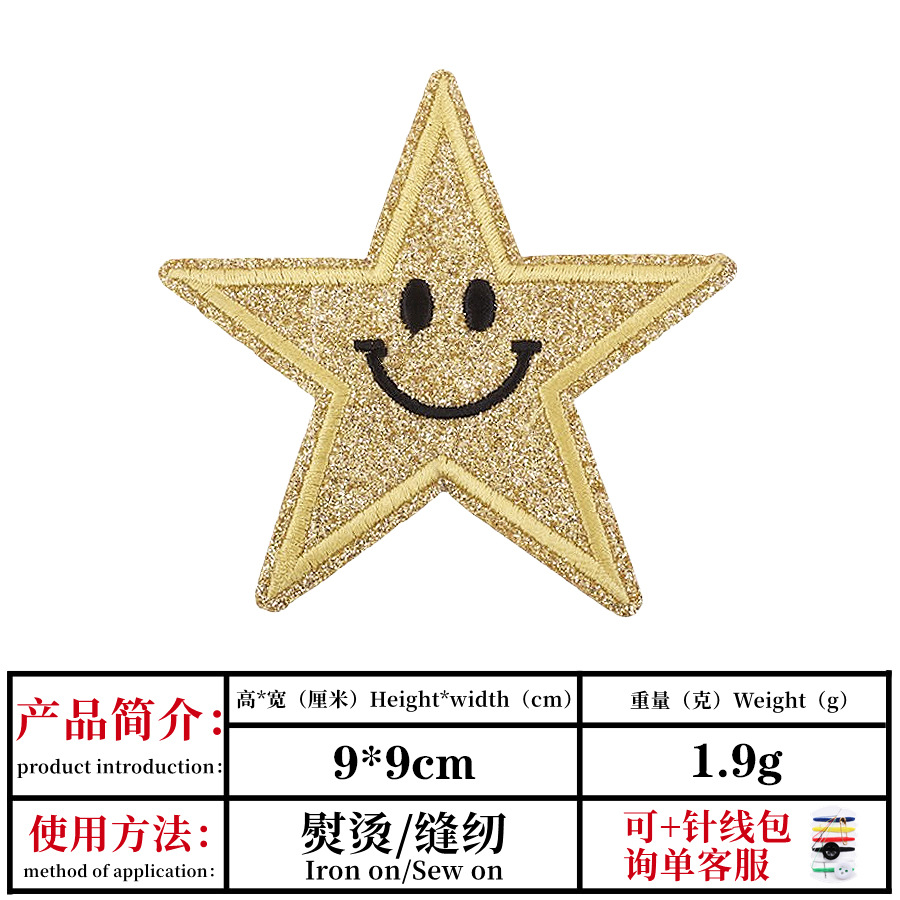 产品简介：
product introduction：
高*宽（厘米）Height*width（cm）
重量（克）Weight（g）
9*9cm
1.9g
使用方法：
method of application：
熨烫/缝纫
Iron on/Sew on
可+针线包
询单客服